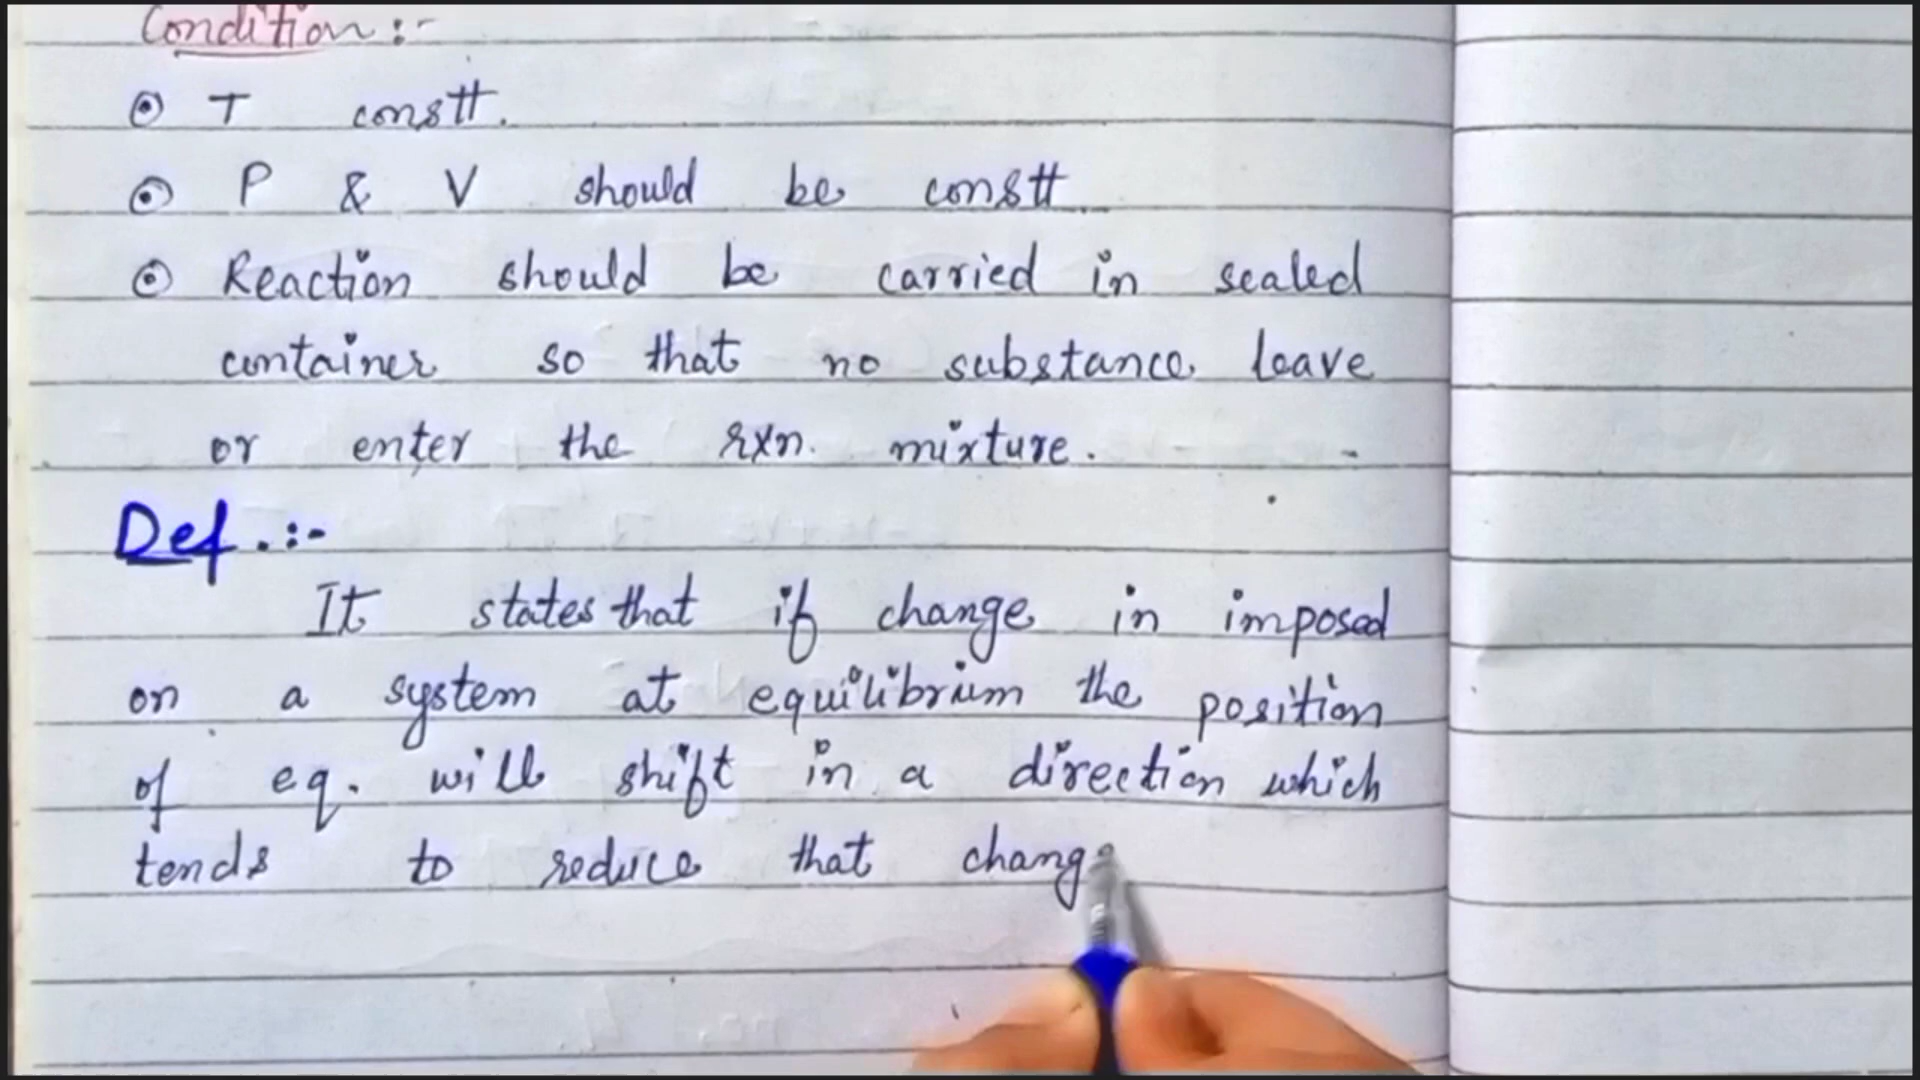 Condition :-
T constt.
P & V should be constt
Reaction should be carried in sealed
container so that no substance leave
or enter the rxn. mixture.
Def. :-
It states that if change in imposed
on a system at equilibrium the position
of eq. will shift in a direction which
tends to reduce that change